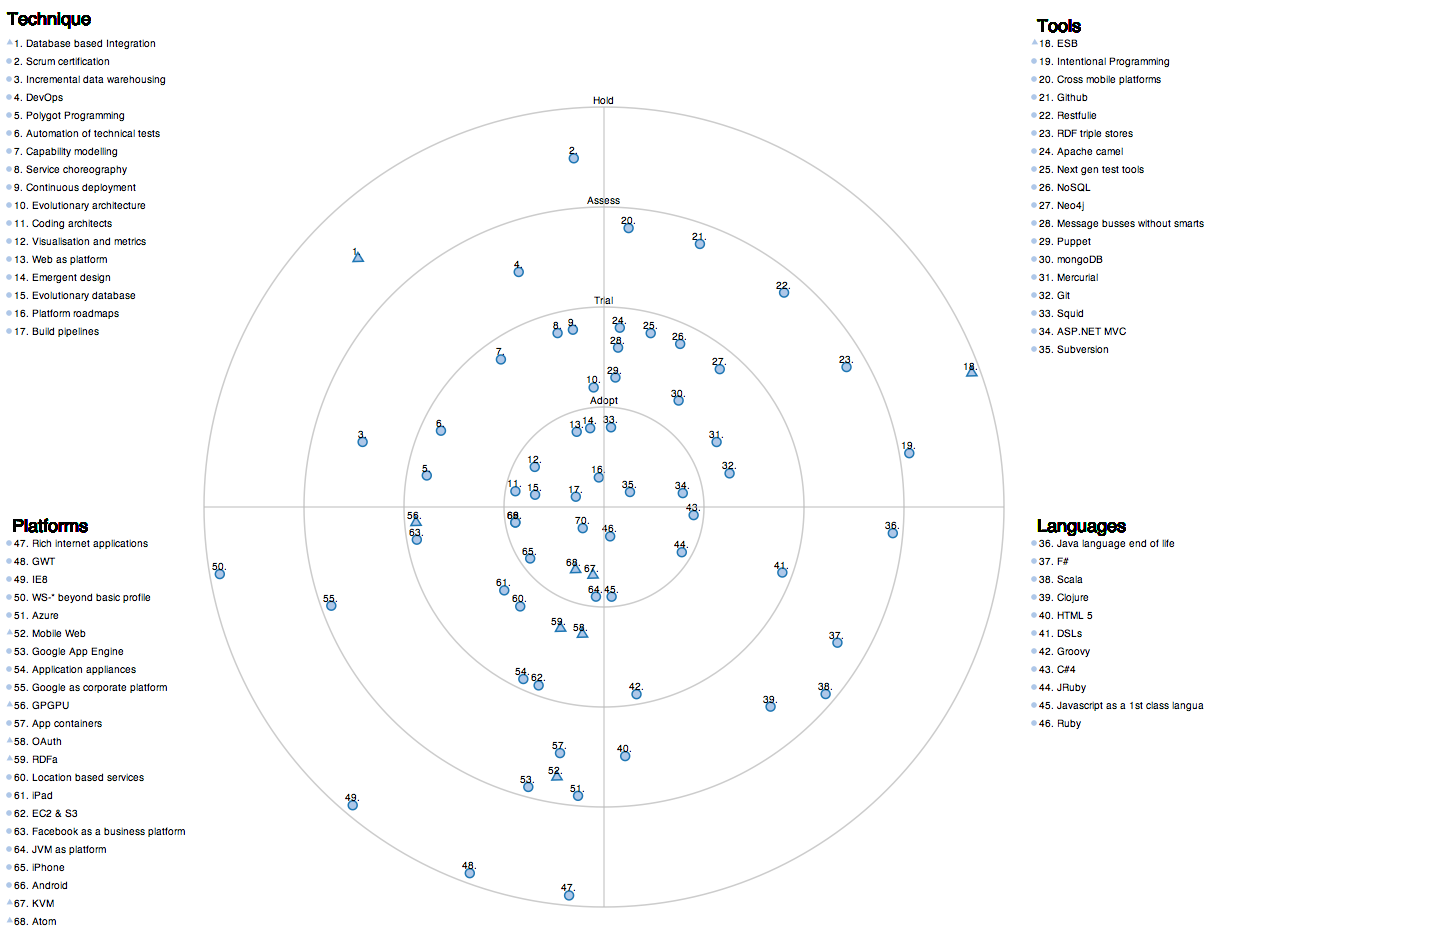 Technique
1. Database based Integration
2. Scrum certification
3. Incremental data warehousing
4. DevOps
5. Polygot Programming
6. Automation of technical tests
7. Capability modelling
8. Service choreography
9. Continuous deployment
10. Evolutionary architecture
11. Coding architects
12. Visualisation and metrics
13. Web as platform
14. Emergent design
15. Evolutionary database
16. Platform roadmaps
17. Build pipelines
Tools
18. ESB
19. Intentional Programming
20. Cross mobile platforms
21. Github
22. Restfulie
23. RDF triple stores
24. Apache camel
25. Next gen test tools
26. NoSQL
27. Neo4j
28. Message busses without smarts
29. Puppet
30. mongoDB
31. Mercurial
32. Git
33. Squid
34. ASP.NET MVC
35. Subversion
Hold
2.
Assess
20.
21.
1.
4.
22.
Trial
8. 9. 24. 25.
26.
28.
7.
27.
23.
18.
29.
10.
30.
Adopt
13. 14. 33.
6.
3.
31.
19.
12.
5.
16.
32.
11. 15. 17. 35. 34.
56.
70.
46.
43.
63.
36.
65.
44.
68. 67.
50.
41.
61.
64. 45.
60.
55.
59. 58.
37.
54. 62.
42.
38.
39.
57.
40.
52.
53.
51.
49.
48.
47.
Platforms
47. Rich internet applications
48. GWT
49. IE8
50. WS-* beyond basic profile
51. Azure
52. Mobile Web
53. Google App Engine
54. Application appliances
55. Google as corporate platform
56. GPGPU
57. App containers
58. OAuth
59. RDFa
60. Location based services
61. iPad
62. EC2 & S3
63. Facebook as a business platform
64. JVM as platform
65. iPhone
66. Android
67. KVM
68. Atom
Languages
36. Java language end of life
37. F#
38. Scala
39. Clojure
40. HTML 5
41. DSLs
42. Groovy
43. C#4
44. JRuby
45. Javascript as a 1st class langua
46. Ruby